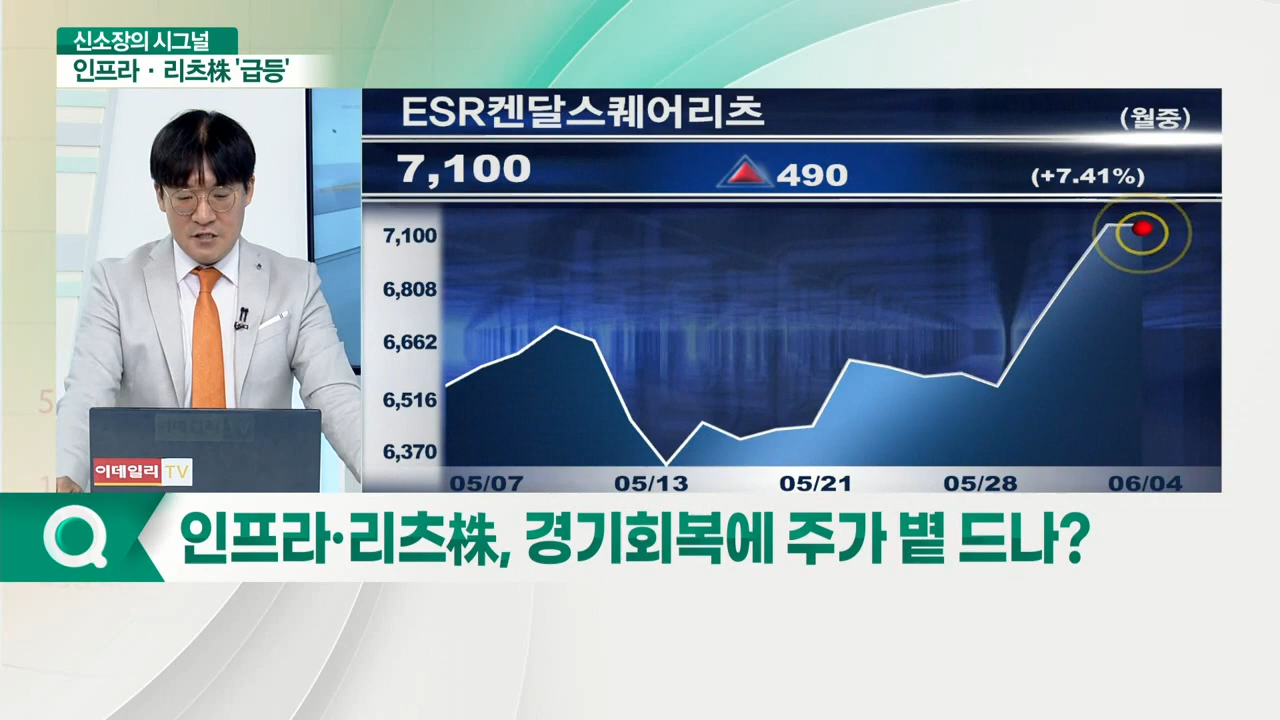 신소장의 시그널
인프라·리츠株 '급등'
ESR켄달스퀘어리츠
(월중)
7,100 ▲490 (+7.41%)
7,100
6,808
6,662
6,516
6,370
05/07 05/13 05/21 05/28 06/04
이데일리 TV
인프라·리츠株, 경기회복에 주가 볕 드나?